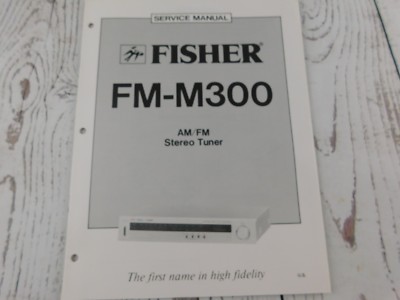 SERVICE MANUAL
FISHER
FM-M300
AM/FM
Stereo Tuner
The first name in high fidelity